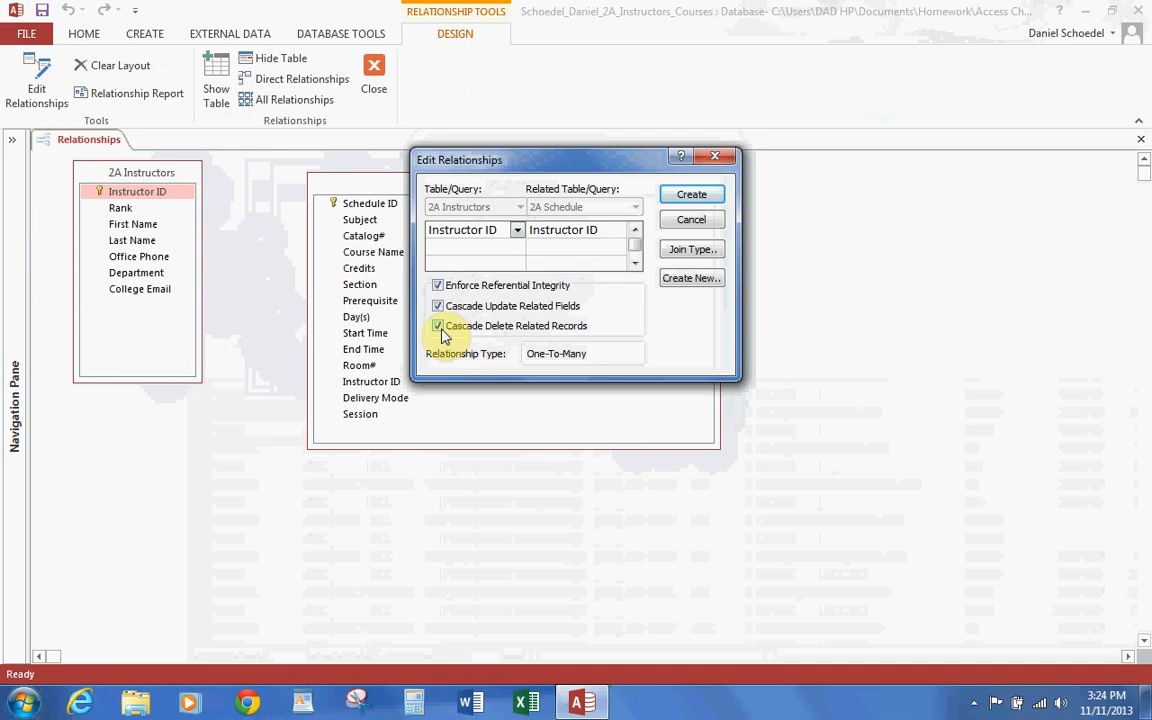 RELATIONSHIP TOOLS
Schoedel_Daniel_2A_Instructors_Courses : Database- C:\Users\DAD HP\Documents\Homework\Access Ch...
FILE HOME CREATE EXTERNAL DATA DATABASE TOOLS DESIGN Daniel Schoedel
Edit Relationships
Clear Layout
Relationship Report
Tools
Show Table
Hide Table
Direct Relationships
All Relationships
Close
Relationships
Relationships
Navigation Pane
2A Instructors
Instructor ID
Rank
First Name
Last Name
Office Phone
Department
College Email
Schedule ID
Subject
Catalog#
Course Name
Credits
Section
Prerequisite
Day(s)
Start Time
End Time
Room#
Instructor ID
Delivery Mode
Session
Edit Relationships
Table/Query: Related Table/Query:
2A Instructors 2A Schedule
Instructor ID Instructor ID
Enforce Referential Integrity
Cascade Update Related Fields
Cascade Delete Related Records
Relationship Type: One-To-Many
Create
Cancel
Join Type..
Create New..
Ready
3:24 PM
11/11/2013